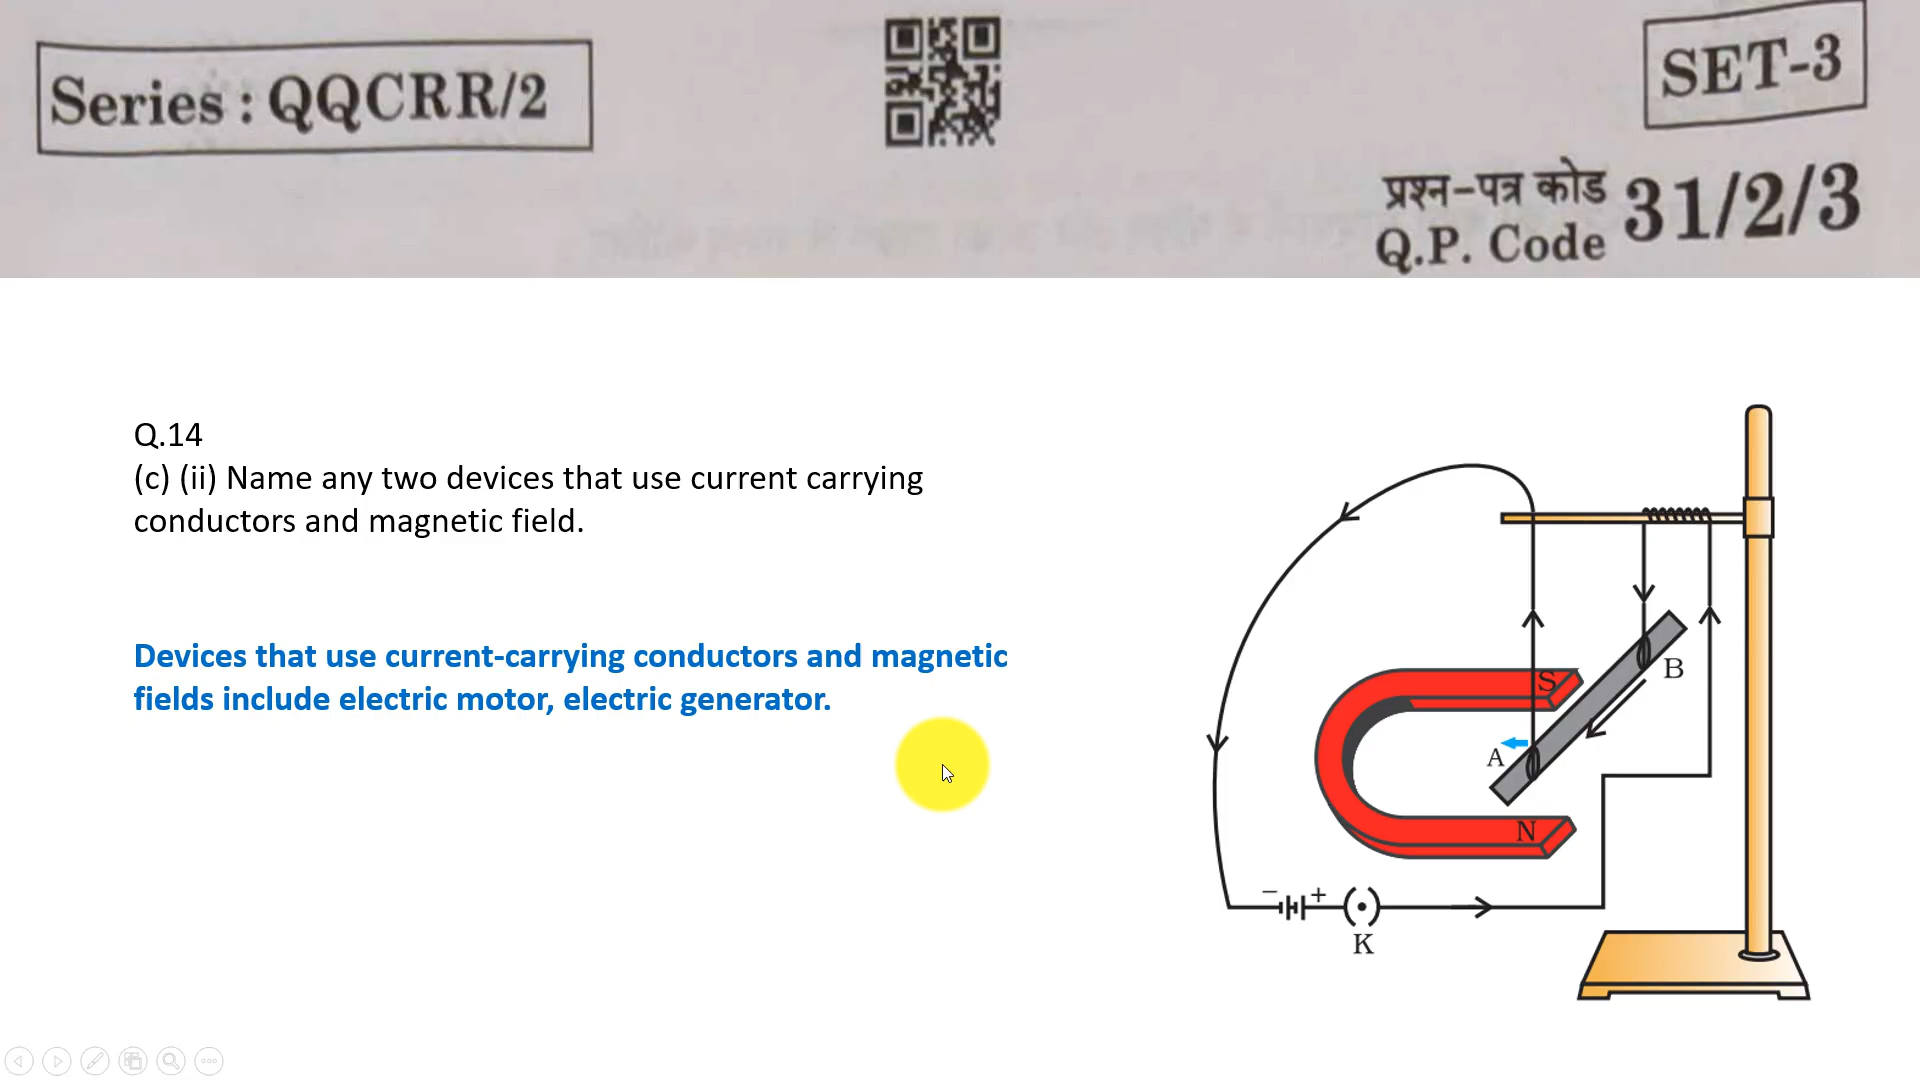 Series : QQCRR/2
SET-3
प्रश्न-पत्र कोड
Q.P. Code 31/2/3
Q.14
(c) (ii) Name any two devices that use current carrying
conductors and magnetic field.
Devices that use current-carrying conductors and magnetic
fields include electric motor, electric generator.
S
B
A
N
− +
K